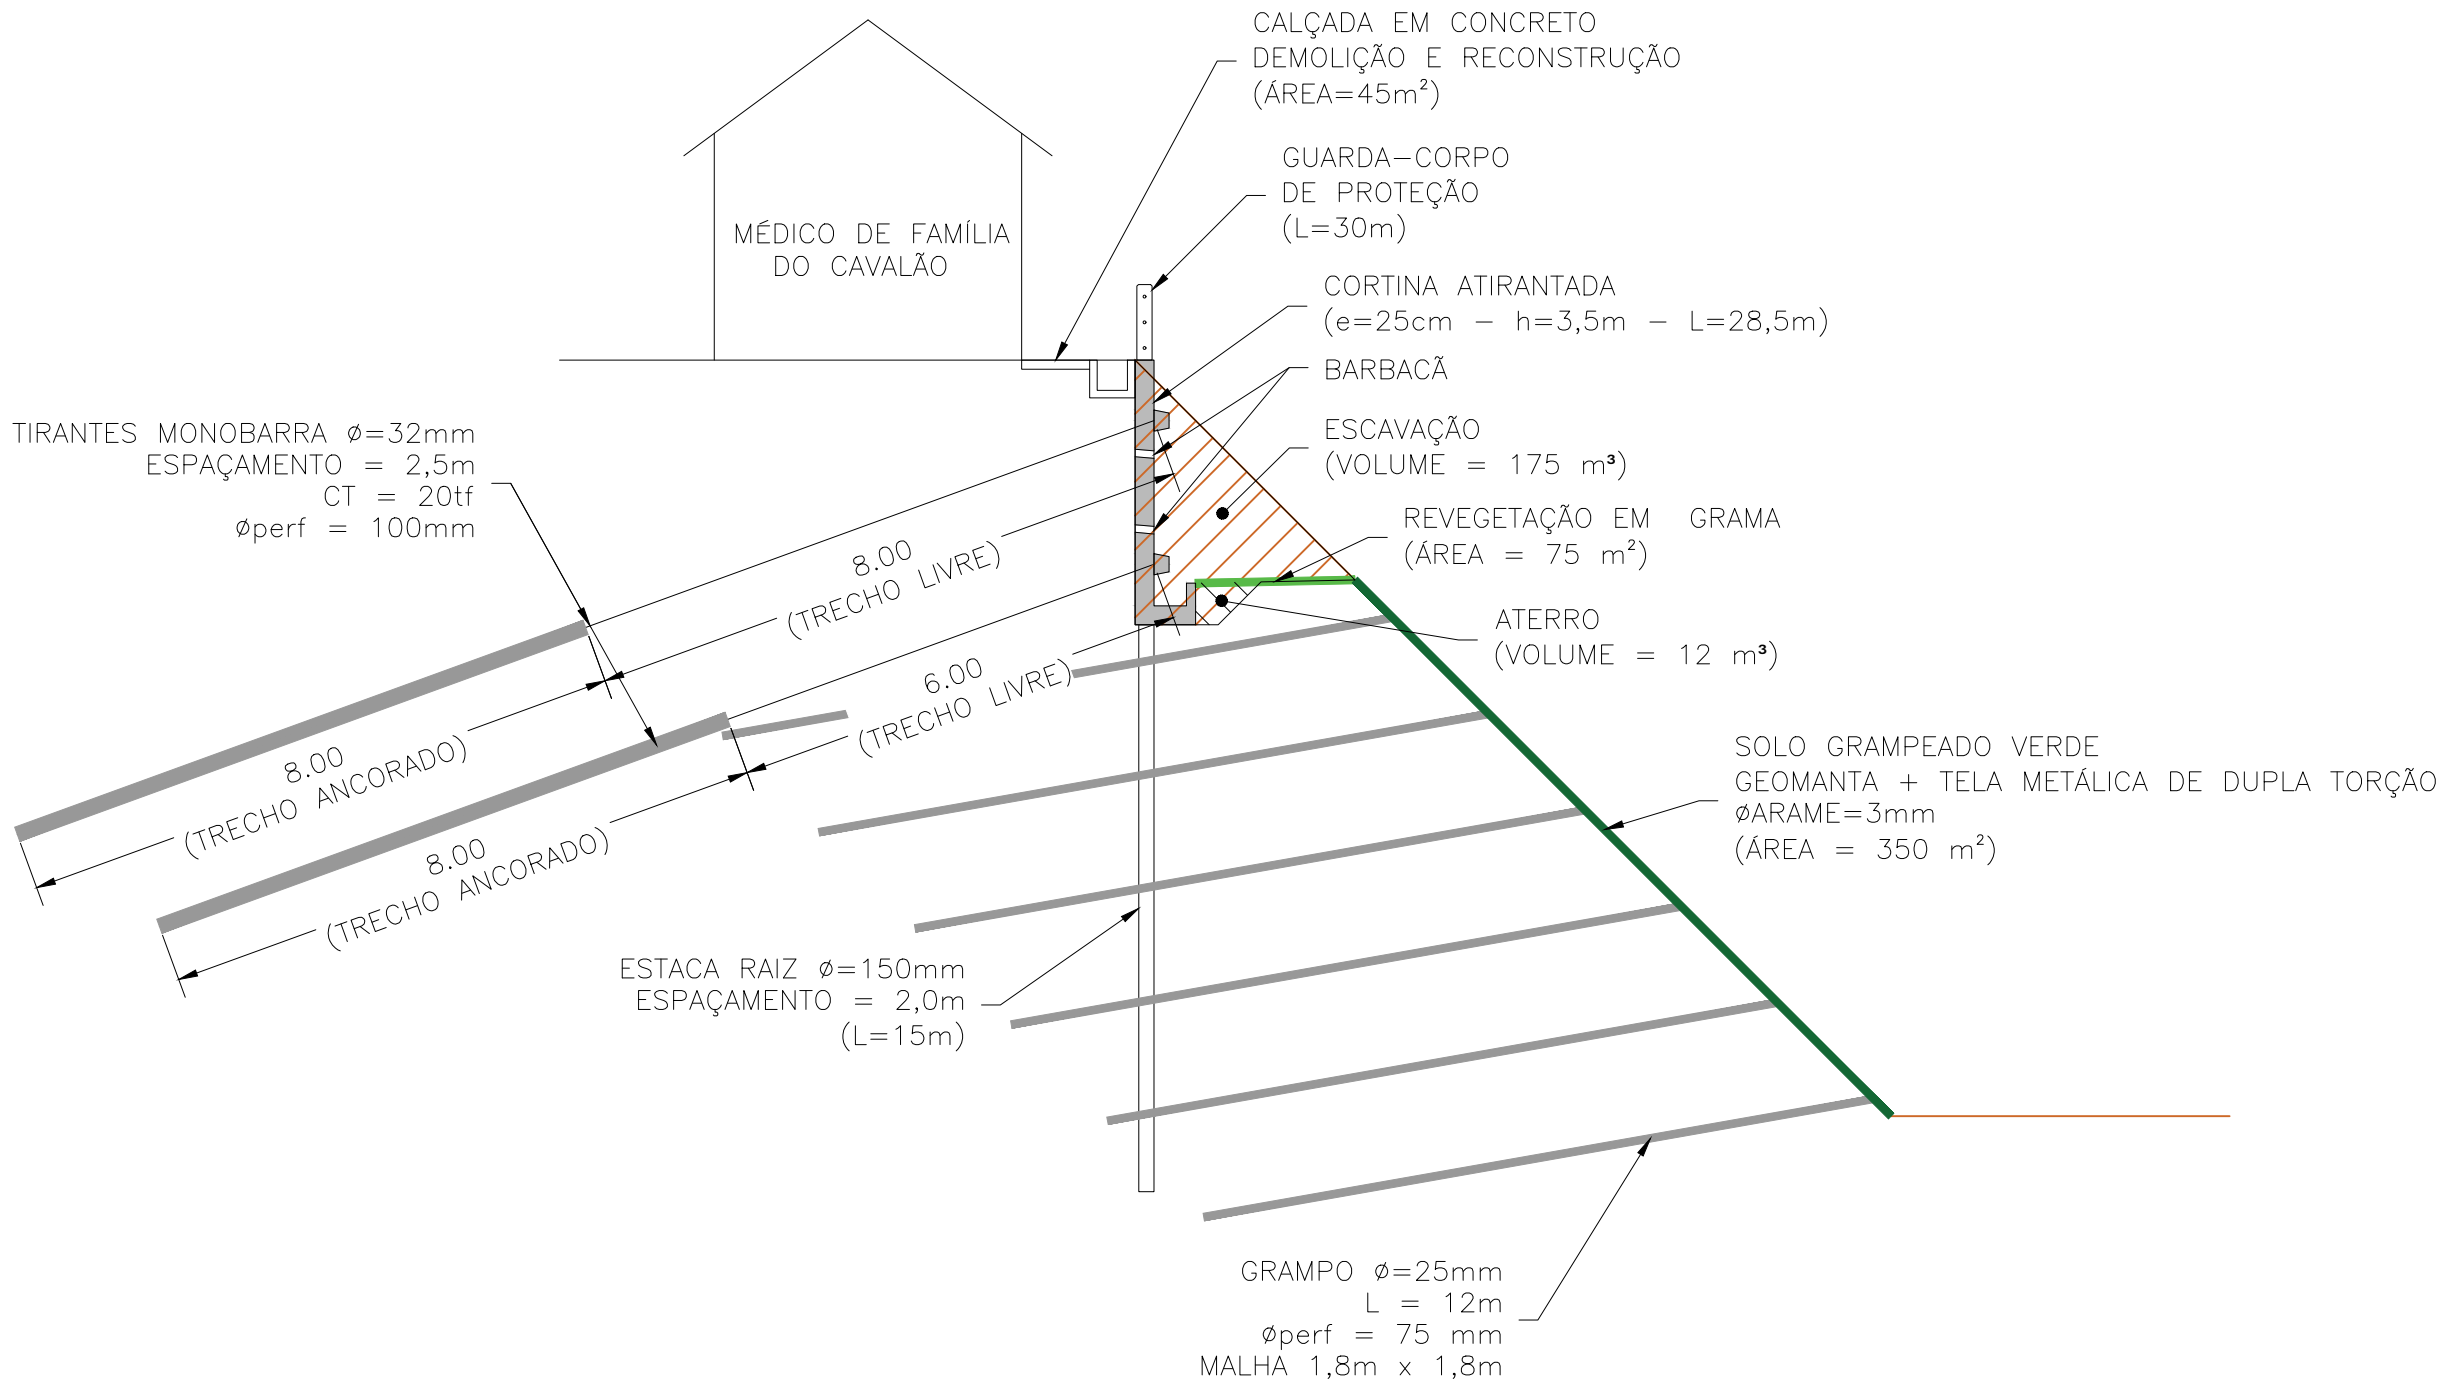 CALÇADA EM CONCRETO
DEMOLIÇÃO E RECONSTRUÇÃO
(ÁREA=45m²)
GUARDA-CORPO
DE PROTEÇÃO
(L=30m)
MÉDICO DE FAMÍLIA
DO CAVALÃO
CORTINA ATIRANTADA
(e=25cm - h=3,5m - L=28,5m)
BARBACÃ
TIRANTES MONOBARRA ø=32mm
ESPAÇAMENTO = 2,5m
CT = 20tf
øperf = 100mm
ESCAVAÇÃO
(VOLUME = 175 m³)
REVEGETAÇÃO EM GRAMA
(ÁREA = 75 m²)
8.00
(TRECHO LIVRE)
ATERRO
(VOLUME = 12 m³)
6.00
(TRECHO LIVRE)
8.00
(TRECHO ANCORADO)
8.00
(TRECHO ANCORADO)
SOLO GRAMPEADO VERDE
GEOMANTA + TELA METÁLICA DE DUPLA TORÇÃO
øARAME=3mm
(ÁREA = 350 m²)
ESTACA RAIZ ø=150mm
ESPAÇAMENTO = 2,0m
(L=15m)
GRAMPO ø=25mm
L = 12m
øperf = 75 mm
MALHA 1,8m x 1,8m